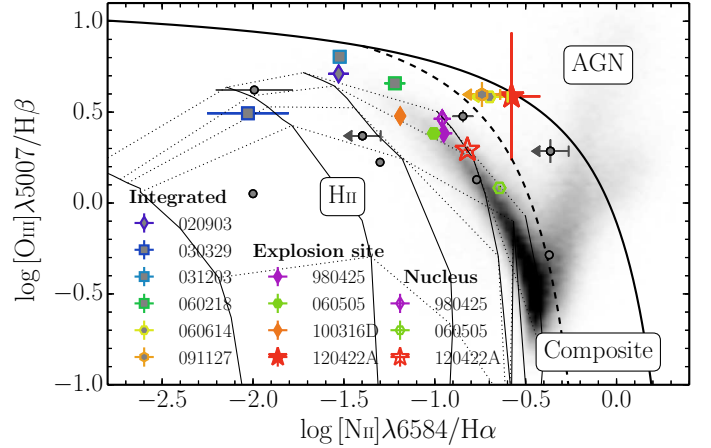 1.0
0.5
0.0
−0.5
−1.0
log [OIII]λ5007/Hβ
AGN
HII
Composite
Integrated
020903
030329
031203
060218
060614
091127
Explosion site
980425
060505
100316D
120422A
Nucleus
980425
060505
120422A
−2.5 −2.0 −1.5 −1.0 −0.5 0.0
log [NII]λ6584/Hα